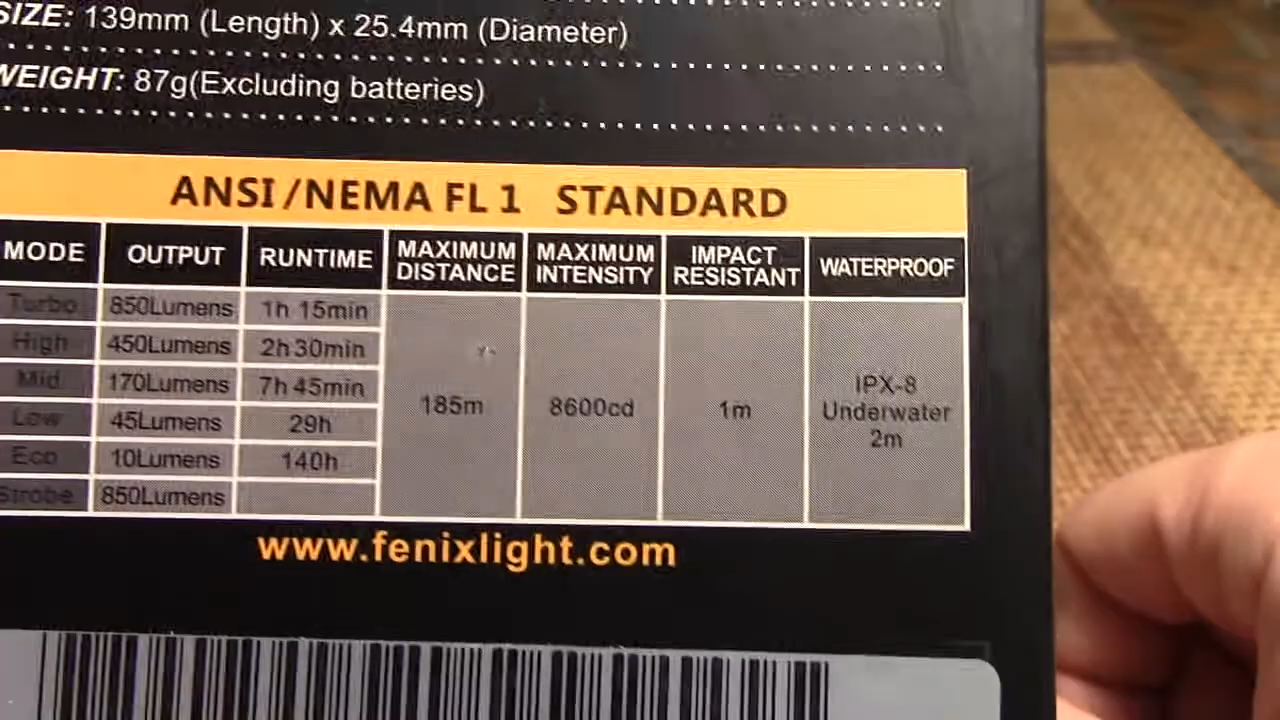 SIZE: 139mm (Length) x 25.4mm (Diameter)
WEIGHT: 87g(Excluding batteries)
ANSI/NEMA FL 1 STANDARD
MODE OUTPUT RUNTIME MAXIMUM DISTANCE MAXIMUM INTENSITY IMPACT RESISTANT WATERPROOF
Turbo 850Lumens 1h 15min
High 450Lumens 2h 30min
Mid 170Lumens 7h 45min
Low 45Lumens 29h
Eco 10Lumens 140h
Strobe 850Lumens
185m 8600cd 1m
IPX-8
Underwater
2m
www.fenixlight.com